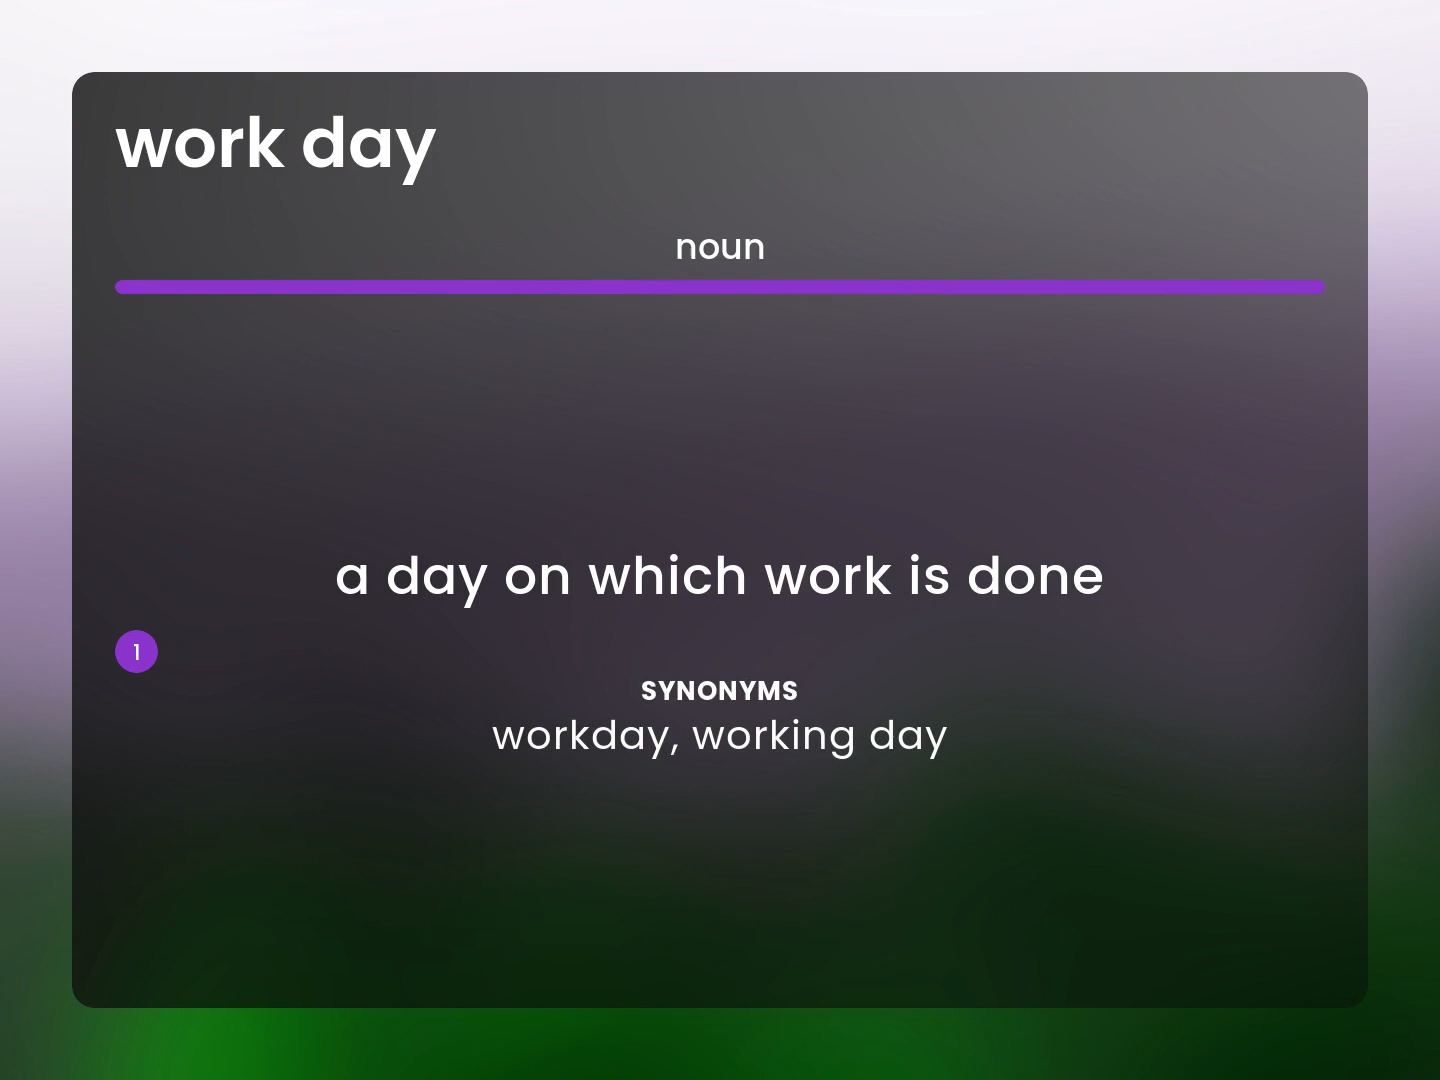 work day
noun
a day on which work is done
1
SYNONYMS
workday, working day